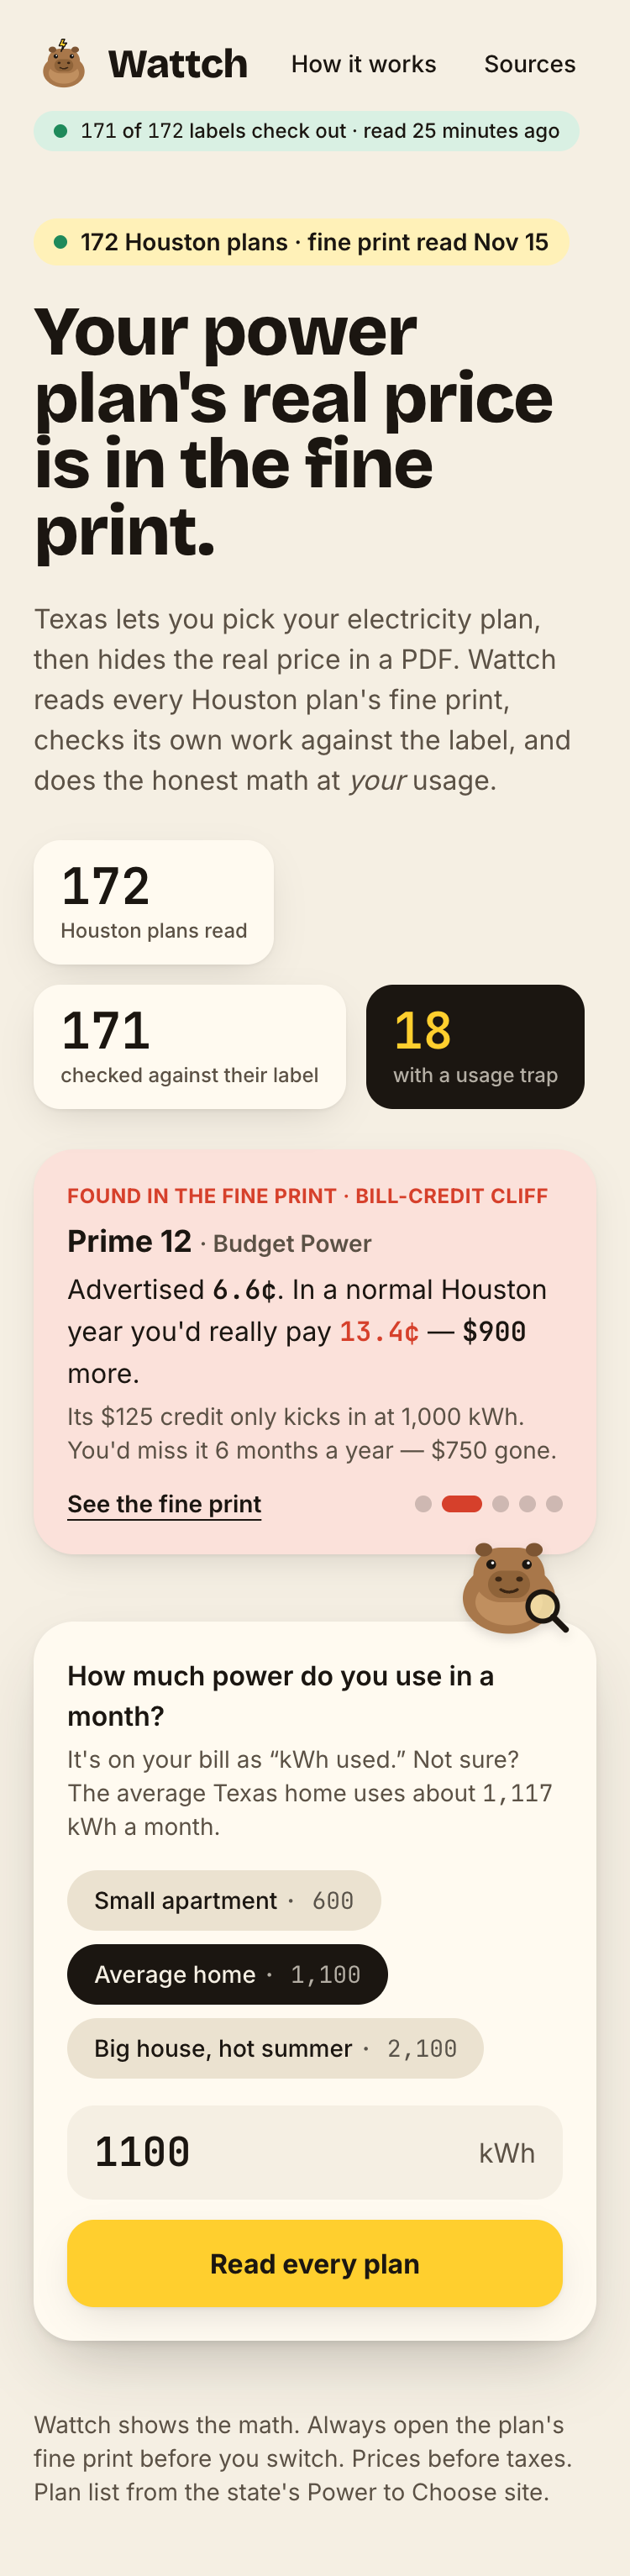 Wattch How it works Sources
171 of 172 labels check out · read 25 minutes ago
172 Houston plans · fine print read Nov 15
Your power
plan's real price
is in the fine
print.
Texas lets you pick your electricity plan,
then hides the real price in a PDF. Wattch
reads every Houston plan's fine print,
checks its own work against the label, and
does the honest math at your usage.
172
Houston plans read
171
checked against their label
18
with a usage trap
FOUND IN THE FINE PRINT · BILL-CREDIT CLIFF
Prime 12 · Budget Power
Advertised 6.6¢. In a normal Houston
year you'd really pay 13.4¢ — $900
more.
Its $125 credit only kicks in at 1,000 kWh.
You'd miss it 6 months a year — $750 gone.
See the fine print
How much power do you use in a
month?
It's on your bill as “kWh used.” Not sure?
The average Texas home uses about 1,117
kWh a month.
Small apartment · 600
Average home · 1,100
Big house, hot summer · 2,100
1100 kWh
Read every plan
Wattch shows the math. Always open the plan's
fine print before you switch. Prices before taxes.
Plan list from the state's Power to Choose site.